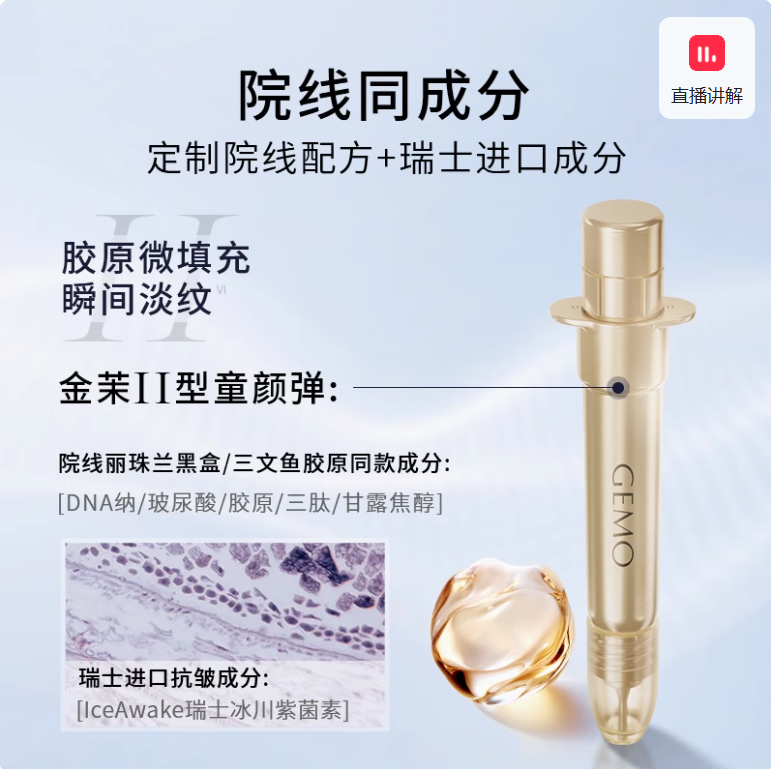 直播讲解
院线同成分
定制院线配方+瑞士进口成分
II
胶原微填充
瞬间淡纹
VI
金茉II型童颜弹:
院线丽珠兰黑盒/三文鱼胶原同款成分:
[DNA纳/玻尿酸/胶原/三肽/甘露焦醇]
GEMO
瑞士进口抗皱成分:
[IceAwake瑞士冰川紫菌素]